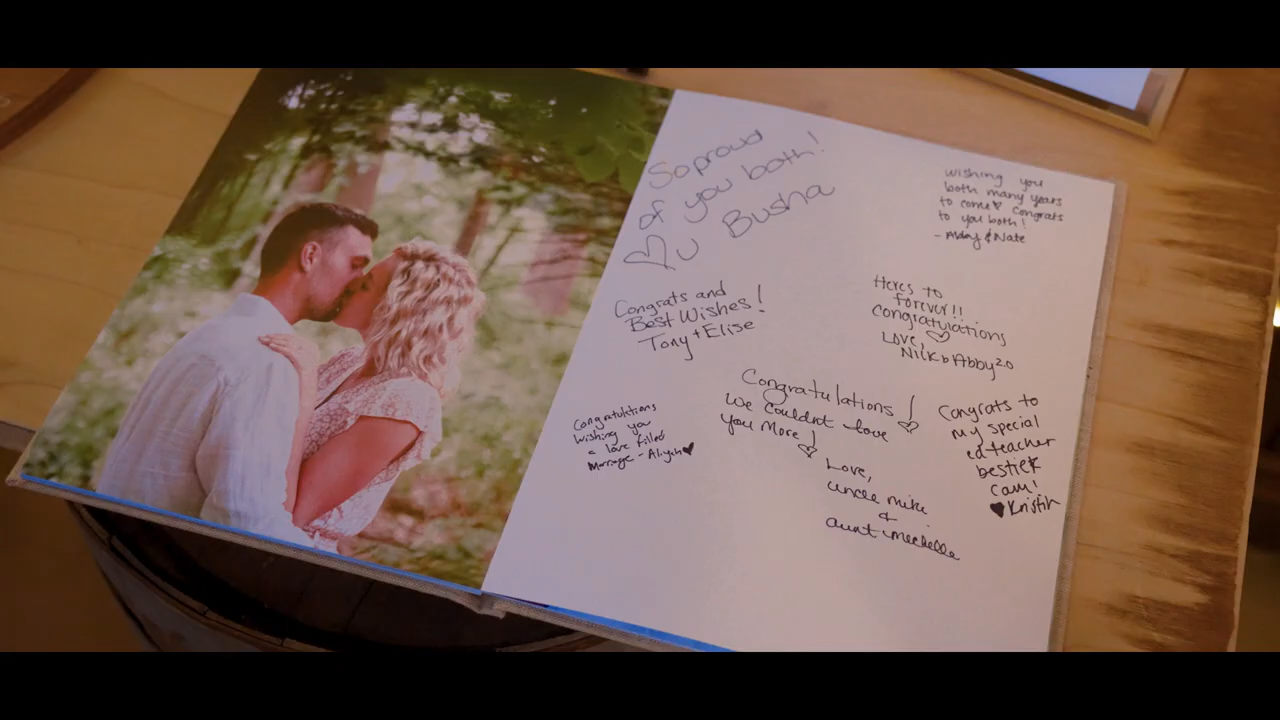 So proud
of you both!
♡ U Busha
wishing you
both many years
to come♡ Congrats
to you both!
- Abby & Nate
Congrats and
Best Wishes!
Tony + Elise
Heres to
forever!!
Congratulations
Love, ♡
Nik & Abby 2.0
Congratulations
Wishing you
a love filled
Marriage - Aliyah♥
Congratulations!
We couldnt love ♡
you More!
♡
Love,
uncle mike
&
aunt mechelle
Congrats to
my special
ed teacher
bestie &
cam!
♥Kristin